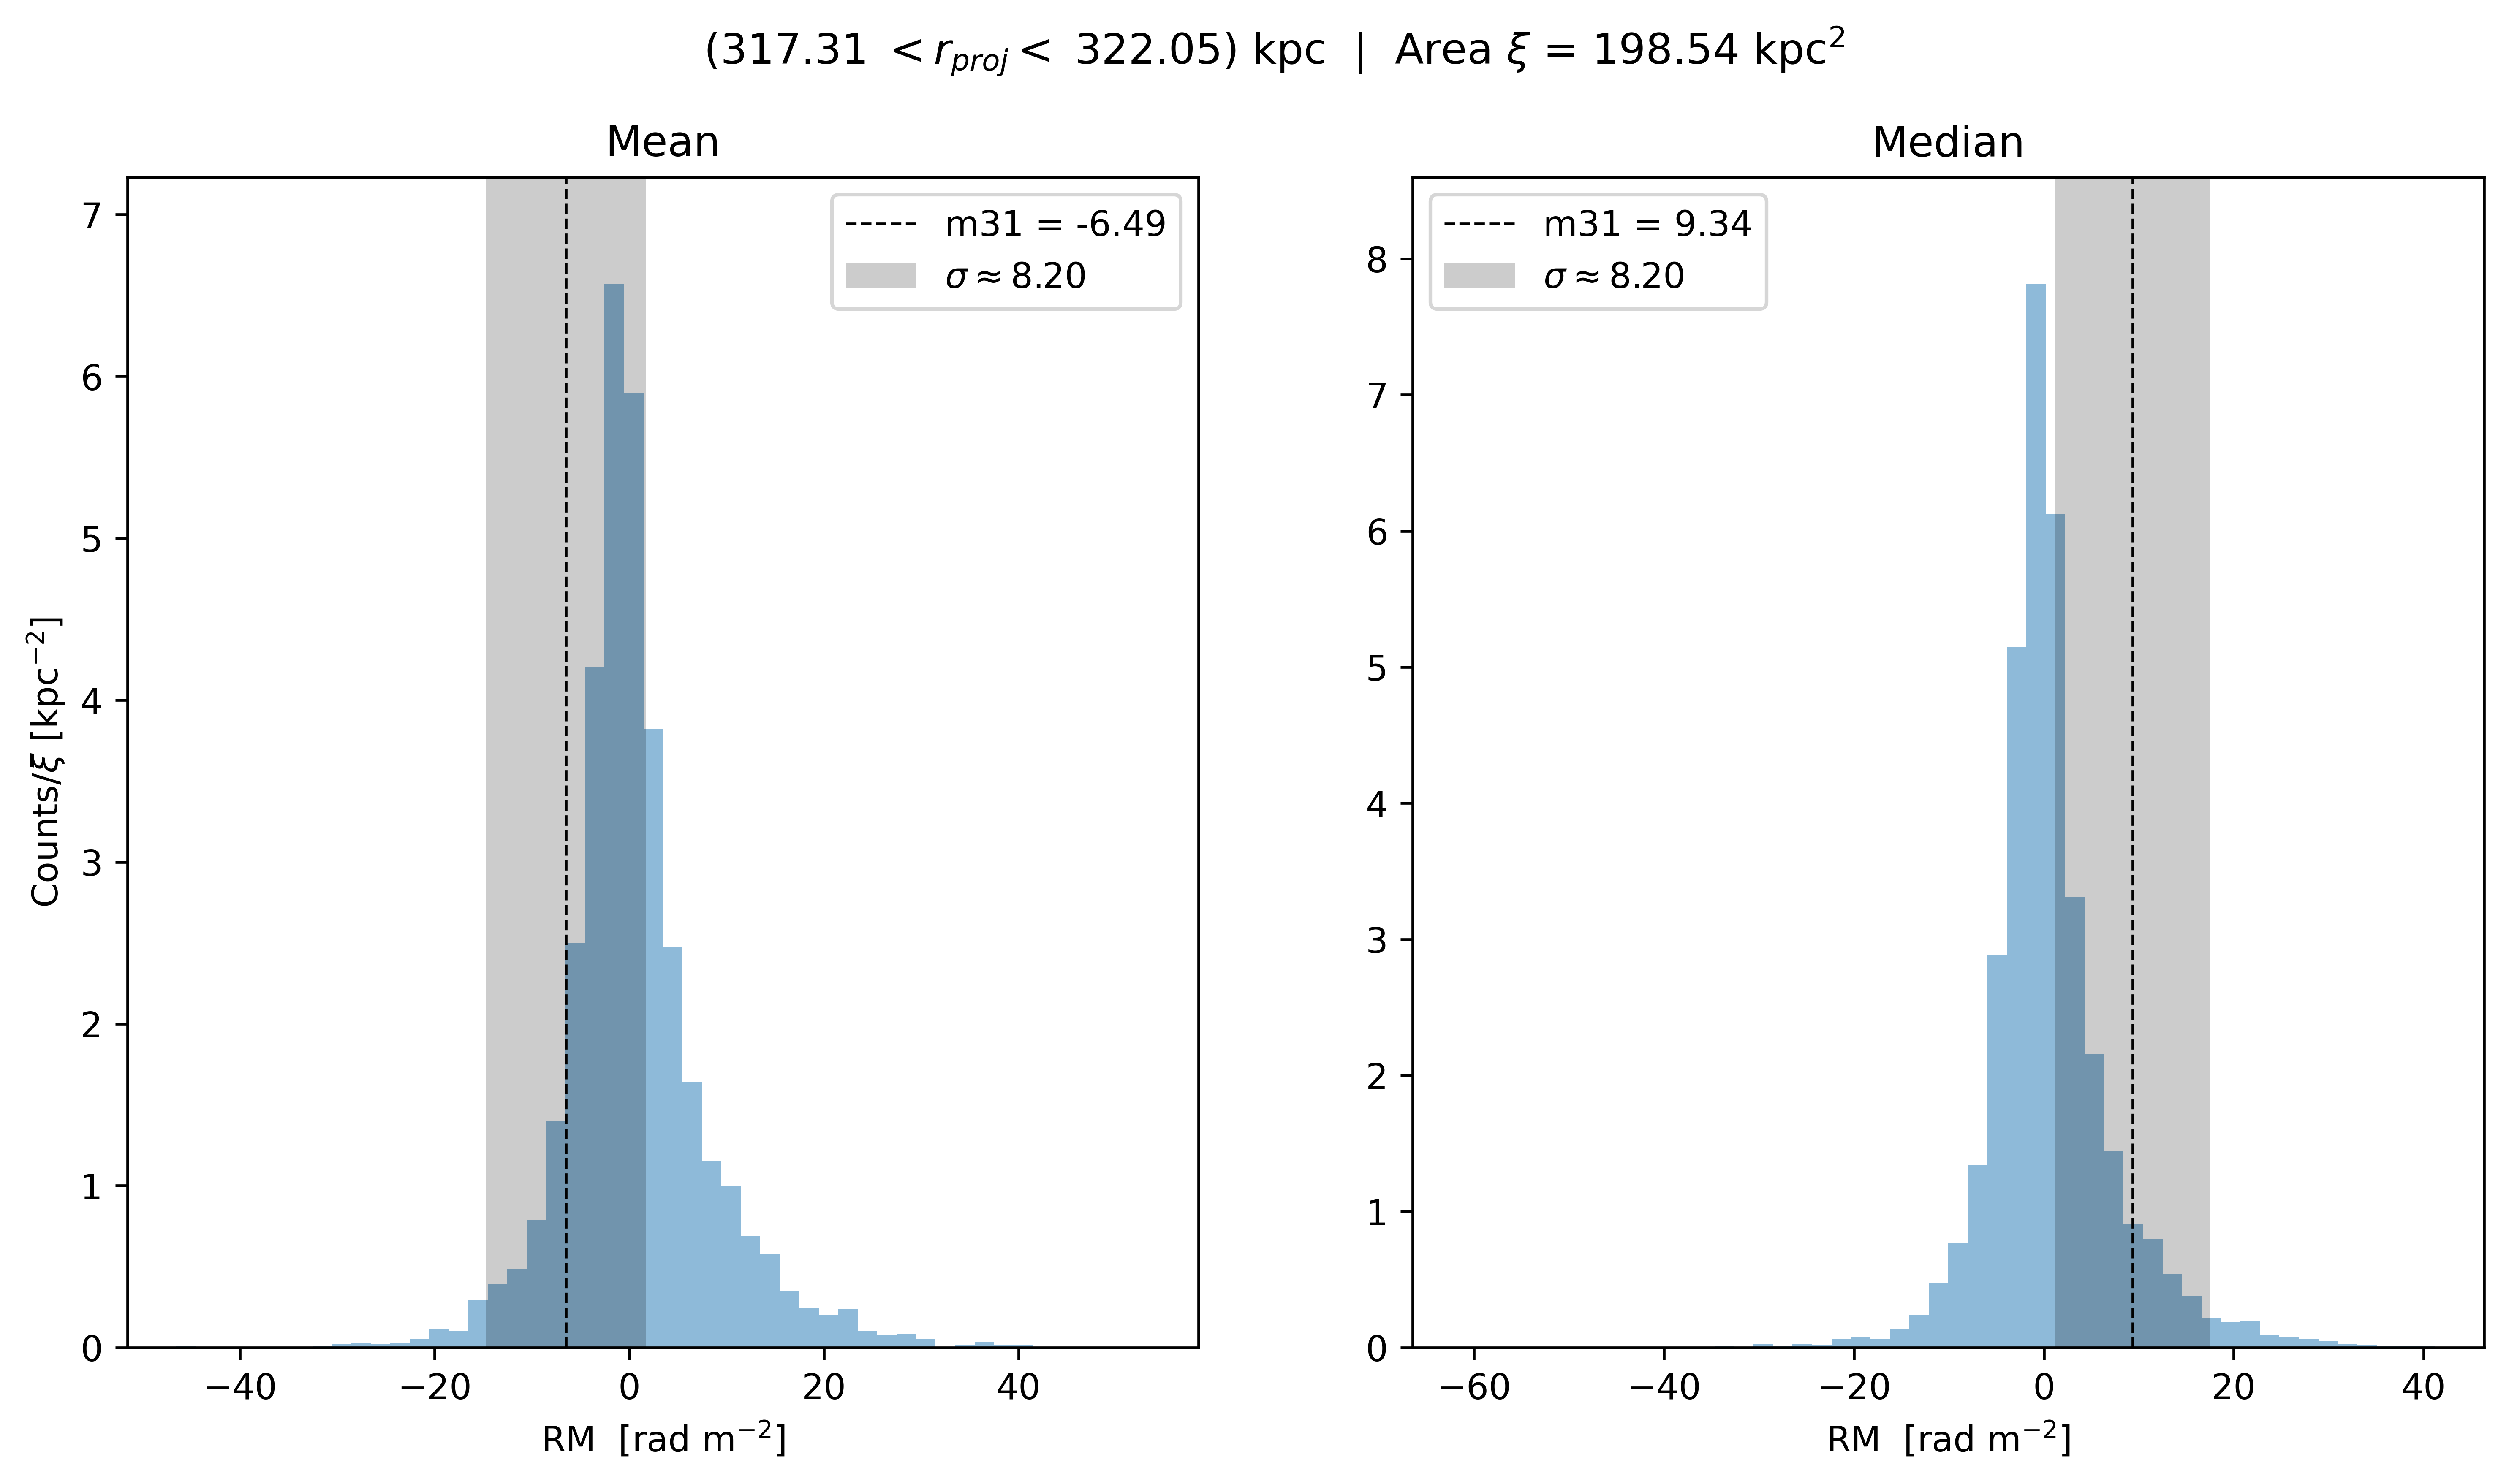 (317.31 < r_proj < 322.05) kpc | Area ξ = 198.54 kpc²
Mean
m31 = -6.49
σ ≈ 8.20
7
6
5
4
3
2
1
0
Counts/ξ [kpc⁻²]
−40 −20 0 20 40
RM [rad m⁻²]
Median
m31 = 9.34
σ ≈ 8.20
8
7
6
5
4
3
2
1
0
−60 −40 −20 0 20 40
RM [rad m⁻²]